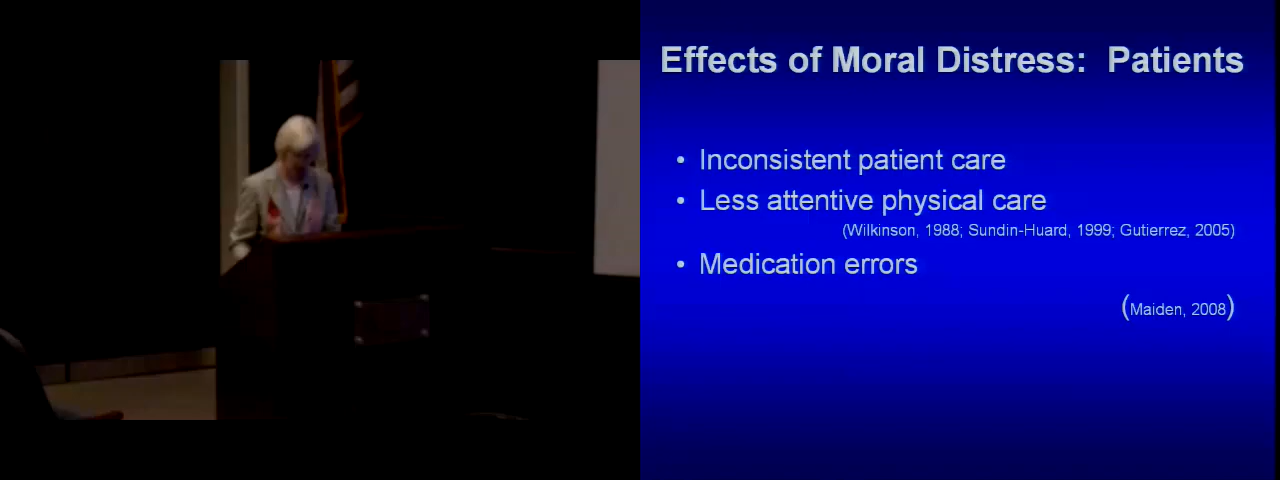 Effects of Moral Distress: Patients
• Inconsistent patient care
• Less attentive physical care
(Wilkinson, 1988; Sundin-Huard, 1999; Gutierrez, 2005)
• Medication errors
(Maiden, 2008)